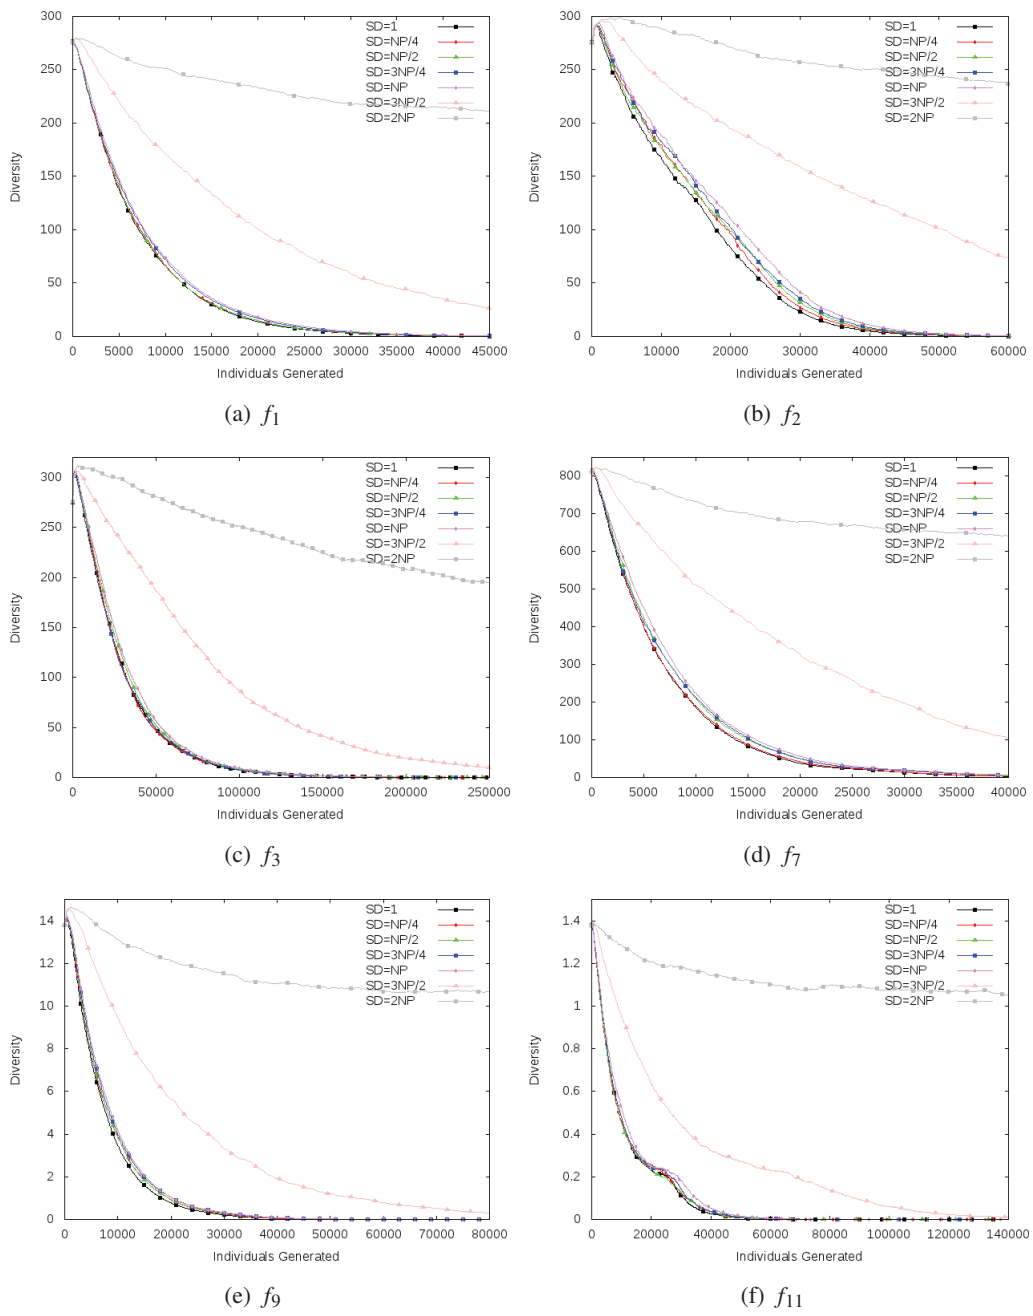 300
250
200
150
100
50
0
Diversity
0 5000 10000 15000 20000 25000 30000 35000 40000 45000
Individuals Generated
SD=1
SD=NP/4
SD=NP/2
SD=3NP/4
SD=NP
SD=3NP/2
SD=2NP
(a) f1
300
250
200
150
100
50
0
Diversity
0 10000 20000 30000 40000 50000 60000
Individuals Generated
SD=1
SD=NP/4
SD=NP/2
SD=3NP/4
SD=NP
SD=3NP/2
SD=2NP
(b) f2
300
250
200
150
100
50
0
Diversity
0 50000 100000 150000 200000 250000
Individuals Generated
SD=1
SD=NP/4
SD=NP/2
SD=3NP/4
SD=NP
SD=3NP/2
SD=2NP
(c) f3
800
700
600
500
400
300
200
100
0
Diversity
0 5000 10000 15000 20000 25000 30000 35000 40000
Individuals Generated
SD=1
SD=NP/4
SD=NP/2
SD=3NP/4
SD=NP
SD=3NP/2
SD=2NP
(d) f7
14
12
10
8
6
4
2
0
Diversity
0 10000 20000 30000 40000 50000 60000 70000 80000
Individuals Generated
SD=1
SD=NP/4
SD=NP/2
SD=3NP/4
SD=NP
SD=3NP/2
SD=2NP
(e) f9
1.4
1.2
1
0.8
0.6
0.4
0.2
0
Diversity
0 20000 40000 60000 80000 100000 120000 140000
Individuals Generated
SD=1
SD=NP/4
SD=NP/2
SD=3NP/4
SD=NP
SD=3NP/2
SD=2NP
(f) f11